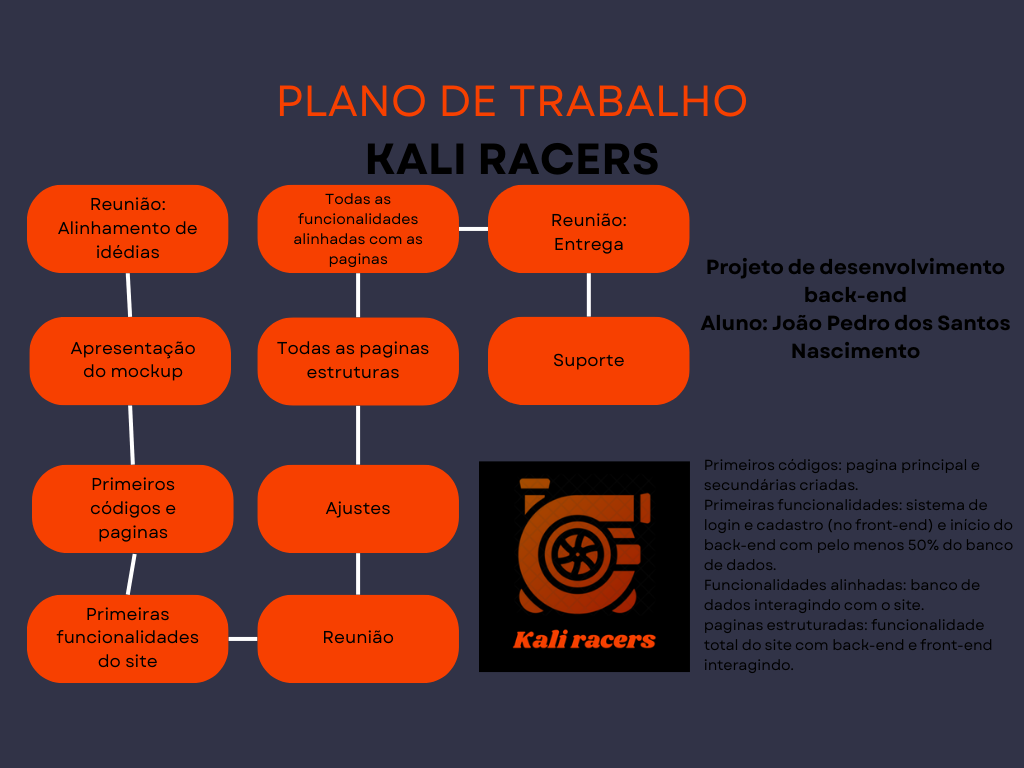 PLANO DE TRABALHO
KALI RACERS
Reunião:
Alinhamento de
idédias
Apresentação
do mockup
Primeiros
códigos e
paginas
Primeiras
funcionalidades
do site
Reunião
Ajustes
Todas as paginas
estruturas
Todas as
funcionalidades
alinhadas com as
paginas
Reunião:
Entrega
Suporte
Projeto de desenvolvimento
back-end
Aluno: João Pedro dos Santos
Nascimento
Kali racers
Primeiros códigos: pagina principal e
secundárias criadas.
Primeiras funcionalidades: sistema de
login e cadastro (no front-end) e início do
back-end com pelo menos 50% do banco
de dados.
Funcionalidades alinhadas: banco de
dados interagindo com o site.
paginas estruturadas: funcionalidade
total do site com back-end e front-end
interagindo.